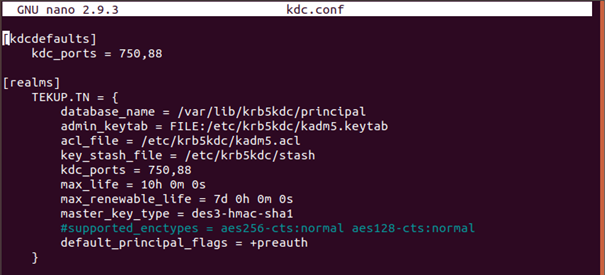 GNU nano 2.9.3 kdc.conf
[kdcdefaults]
kdc_ports = 750,88
[realms]
TEKUP.TN = {
database_name = /var/lib/krb5kdc/principal
admin_keytab = FILE:/etc/krb5kdc/kadm5.keytab
acl_file = /etc/krb5kdc/kadm5.acl
key_stash_file = /etc/krb5kdc/stash
kdc_ports = 750,88
max_life = 10h 0m 0s
max_renewable_life = 7d 0h 0m 0s
master_key_type = des3-hmac-sha1
#supported_enctypes = aes256-cts:normal aes128-cts:normal
default_principal_flags = +preauth
}